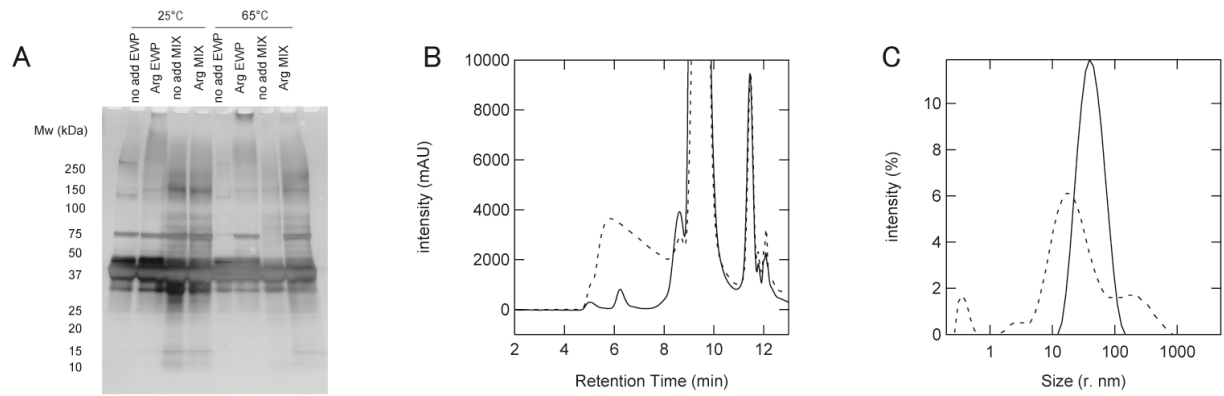 A
25°C
65°C
no add EWP
Arg EWP
no add MIX
Arg MIX
no add EWP
Arg EWP
no add MIX
Arg MIX
Mw (kDa)
250
150
100
75
50
37
25
20
15
10
B
10000
8000
6000
4000
2000
0
intensity (mAU)
2 4 6 8 10 12
Retention Time (min)
C
10
8
6
4
2
0
intensity (%)
1 10 100 1000
Size (r. nm)